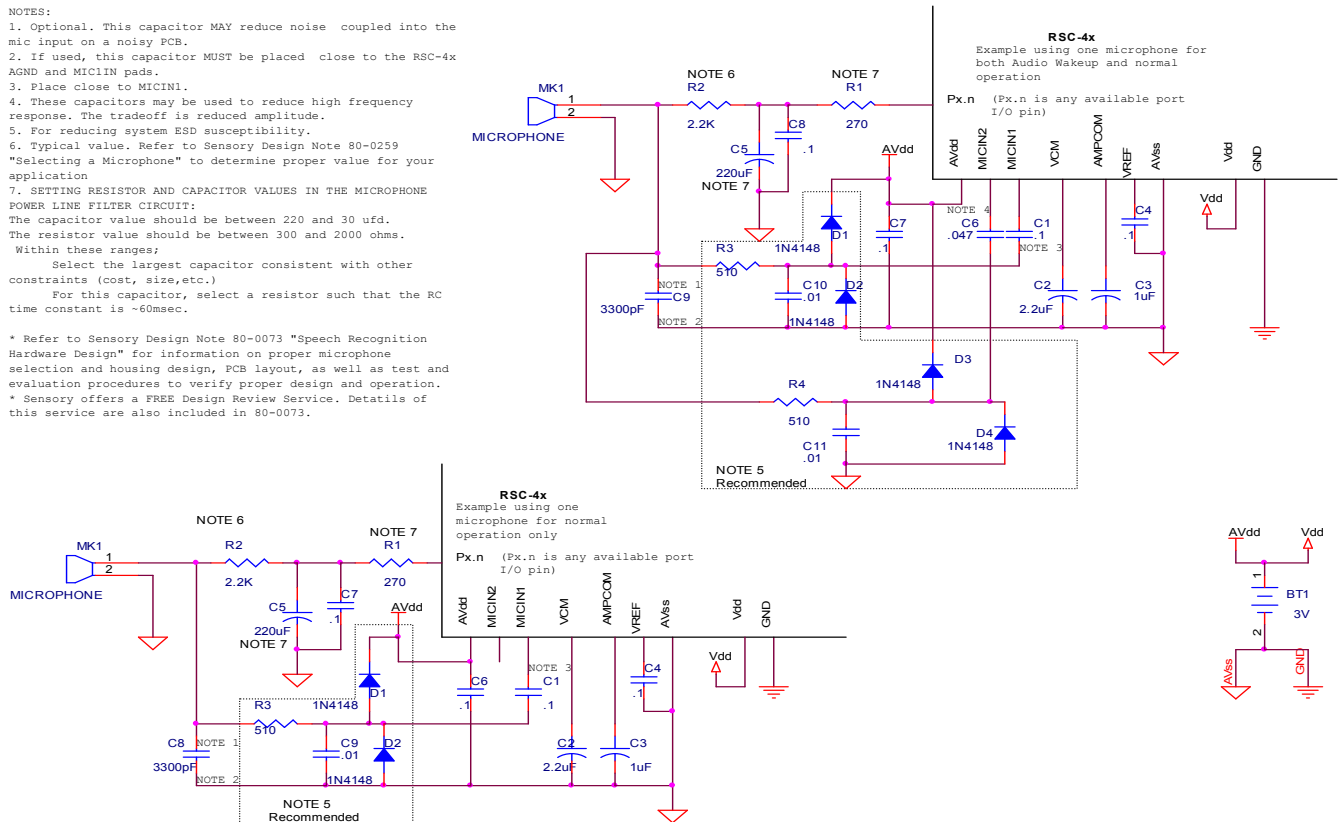 NOTES:
1. Optional. This capacitor MAY reduce noise coupled into the
mic input on a noisy PCB.
2. If used, this capacitor MUST be placed close to the RSC-4x
AGND and MIC1IN pads.
3. Place close to MICIN1.
4. These capacitors may be used to reduce high frequency
response. The tradeoff is reduced amplitude.
5. For reducing system ESD susceptibility.
6. Typical value. Refer to Sensory Design Note 80-0259
"Selecting a Microphone" to determine proper value for your
application
7. SETTING RESISTOR AND CAPACITOR VALUES IN THE MICROPHONE
POWER LINE FILTER CIRCUIT:
The capacitor value should be between 220 and 30 ufd.
The resistor value should be between 300 and 2000 ohms.
Within these ranges;
Select the largest capacitor consistent with other
constraints (cost, size,etc.)
For this capacitor, select a resistor such that the RC
time constant is ~60msec.
* Refer to Sensory Design Note 80-0073 "Speech Recognition
Hardware Design" for information on proper microphone
selection and housing design, PCB layout, as well as test and
evaluation procedures to verify proper design and operation.
* Sensory offers a FREE Design Review Service. Details of
this service are also included in 80-0073.
RSC-4x
Example using one microphone for
both Audio Wakeup and normal
operation
Px.n (Px.n is any available port
I/O pin)
MK1
1
2
MICROPHONE
NOTE 6
R2
2.2K
NOTE 7
R1
270
C8
.1
C5
220uF
NOTE 7
AVdd
AVdd
MICIN2
MICIN1
VCM
AMPCOM
VREF
AVss
Vdd
GND
Vdd
D1
1N4148
C7
.1
NOTE 4
C6
.047
C1
.1
NOTE 3
C4
.1
R3
510
NOTE 1
C9
3300pF
NOTE 2
C10
.01
D2
1N4148
C2
2.2uF
C3
1uF
D3
1N4148
R4
510
C11
.01
D4
1N4148
NOTE 5
Recommended
RSC-4x
Example using one
microphone for normal
operation only
Px.n (Px.n is any available port
I/O pin)
MK1
1
2
MICROPHONE
NOTE 6
R2
2.2K
NOTE 7
R1
270
C5
220uF
NOTE 7
C7
.1
AVdd
AVdd
MICIN2
MICIN1
VCM
AMPCOM
VREF
AVss
Vdd
GND
Vdd
D1
1N4148
C6
.1
NOTE 3
C1
.1
C4
.1
R3
510
C8
NOTE 1
3300pF
NOTE 2
C9
.01
D2
1N4148
C2
2.2uF
C3
1uF
NOTE 5
Recommended
AVdd
Vdd
1
BT1
3V
2
AVss
GND